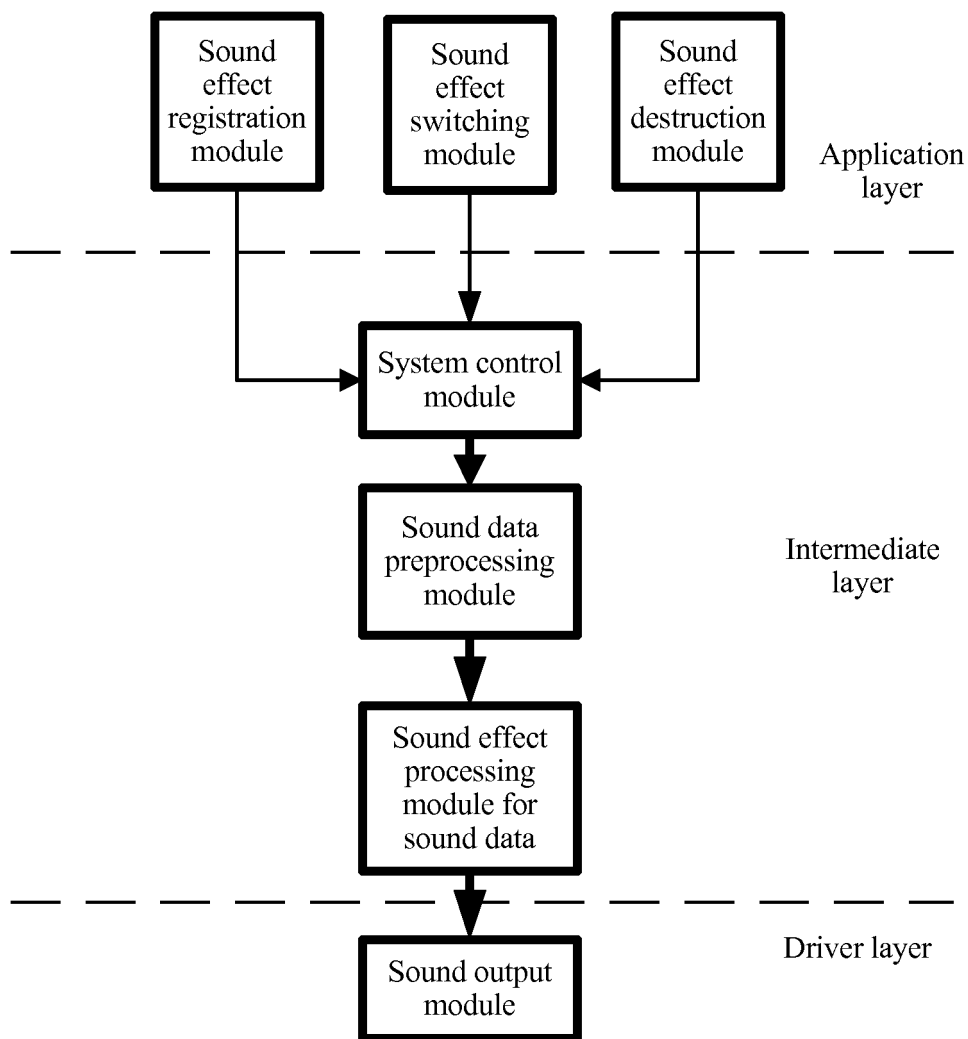 Sound
effect
registration
module
Sound
effect
switching
module
Sound
effect
destruction
module
Application
layer
System control
module
Sound data
preprocessing
module
Intermediate
layer
Sound effect
processing
module for
sound data
Driver layer
Sound output
module